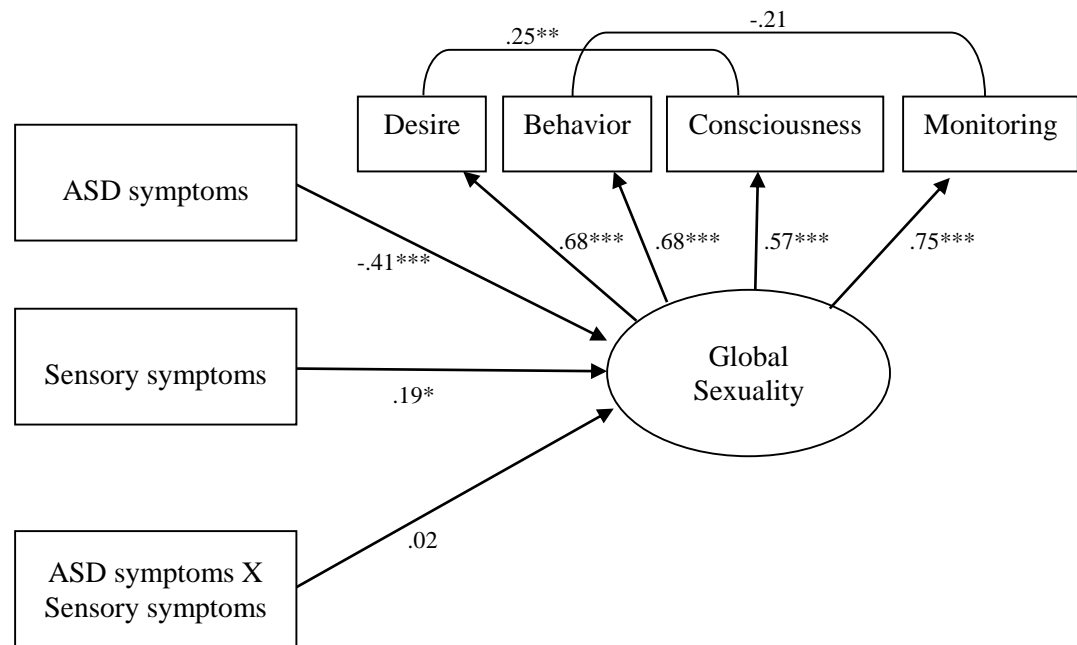 -.21
.25**
Desire
Behavior
Consciousness
Monitoring
ASD symptoms
.68***
.68***
.57***
.75***
-.41***
Sensory symptoms
.19*
Global
Sexuality
.02
ASD symptoms X
Sensory symptoms